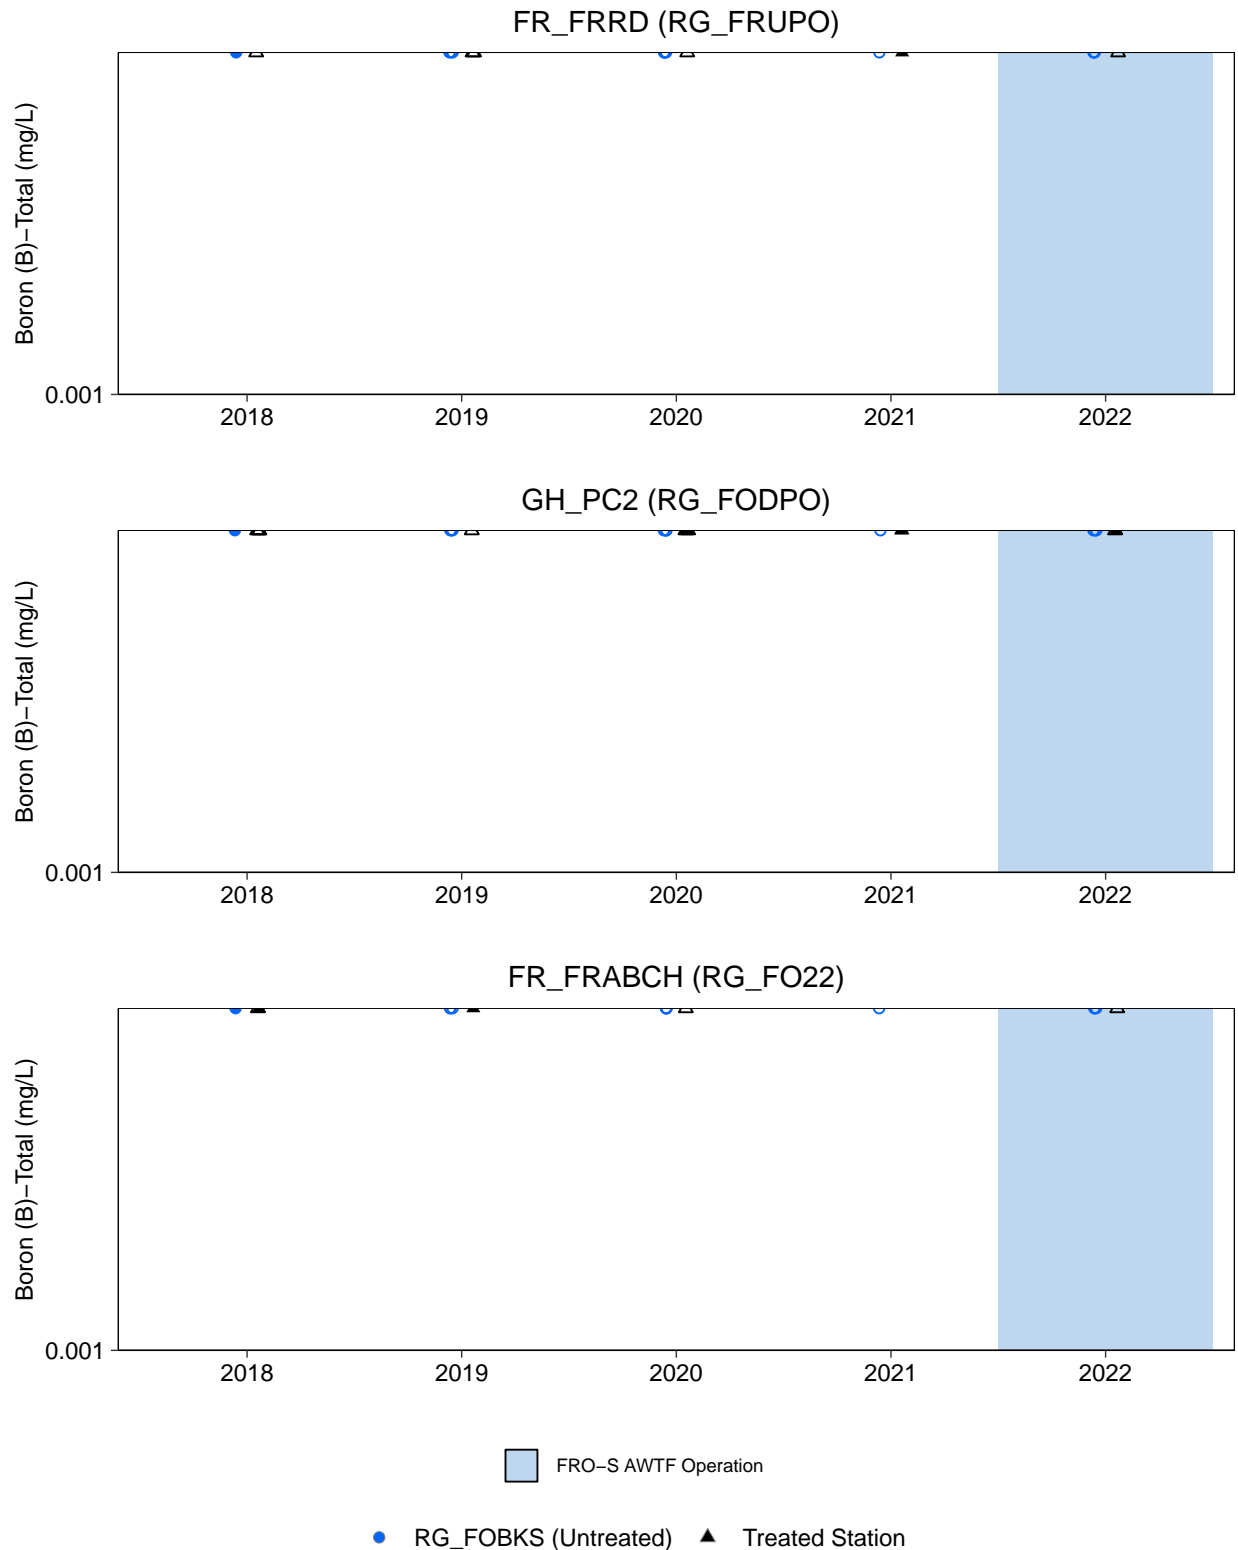 FR_FRRD (RG_FRUPO)
Boron (B)−Total (mg/L)
0.001
2018 2019 2020 2021 2022
GH_PC2 (RG_FODPO)
Boron (B)−Total (mg/L)
0.001
2018 2019 2020 2021 2022
FR_FRABCH (RG_FO22)
Boron (B)−Total (mg/L)
0.001
2018 2019 2020 2021 2022
FRO−S AWTF Operation
RG_FOBKS (Untreated) Treated Station